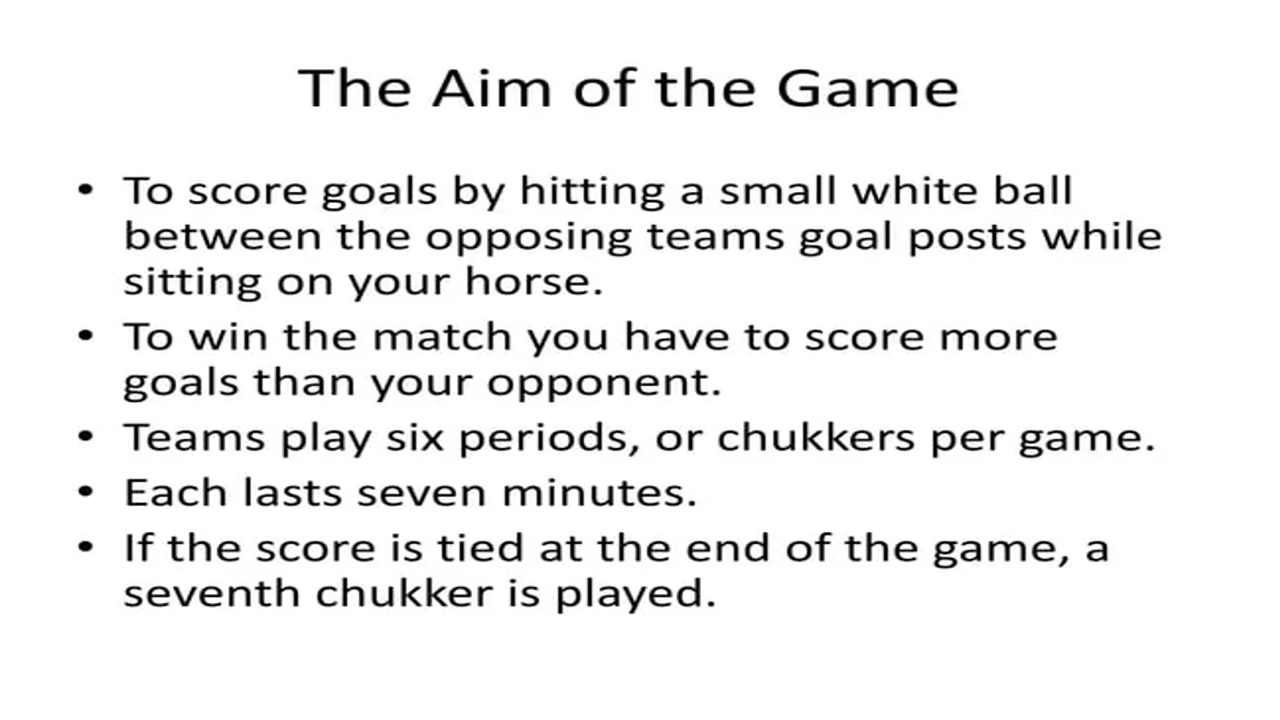 The Aim of the Game
• To score goals by hitting a small white ball
between the opposing teams goal posts while
sitting on your horse.
• To win the match you have to score more
goals than your opponent.
• Teams play six periods, or chukkers per game.
• Each lasts seven minutes.
• If the score is tied at the end of the game, a
seventh chukker is played.